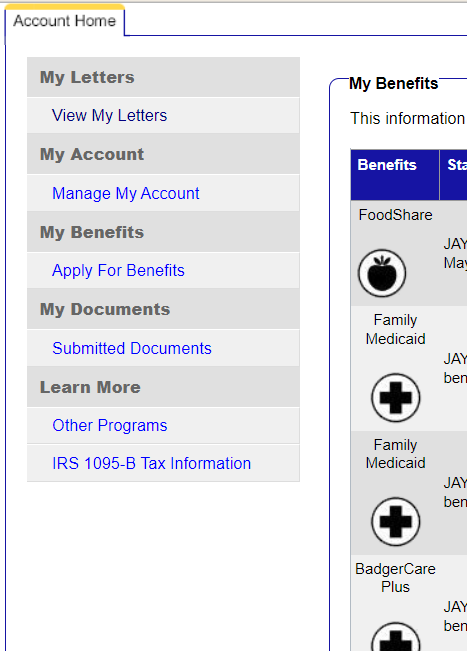 Account Home
My Letters
View My Letters
My Account
Manage My Account
My Benefits
Apply For Benefits
My Documents
Submitted Documents
Learn More
Other Programs
IRS 1095-B Tax Information
My Benefits
This information
Benefits Sta
FoodShare
JAY
May
Family
Medicaid
JAY
ben
Family
Medicaid
JAY
ben
BadgerCare
Plus
JAY
ben